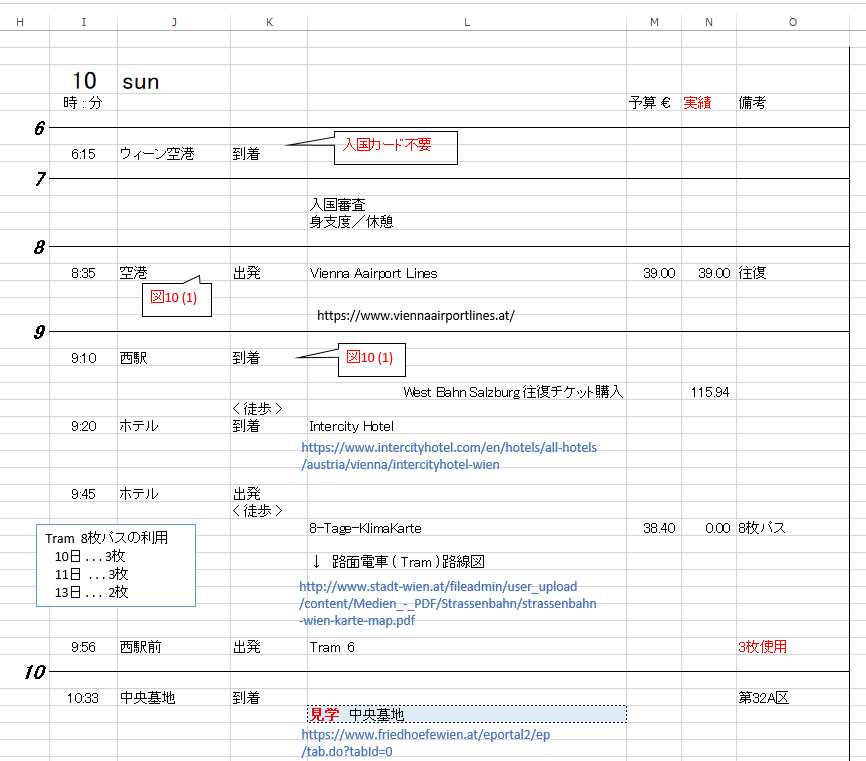 H I J K L M N O
10 sun
時：分 予算 € 実績 備考
6
入国カード不要
6:15 ウィーン空港 到着
7
入国審査
身支度／休憩
8
8:35 空港 出発 Vienna Aairport Lines 39.00 39.00 往復
図10 (1)
https://www.viennaairportlines.at/
9
9:10 西駅 到着 図10 (1)
West Bahn Salzburg 往復チケット購入 115.94
＜徒歩＞
9:20 ホテル 到着 Intercity Hotel
https://www.intercityhotel.com/en/hotels/all-hotels
/austria/vienna/intercityhotel-wien
9:45 ホテル 出発
＜徒歩＞
8-Tage-KlimaKarte 38.40 0.00 8枚パス
Tram 8枚パスの利用
10日 ...3枚
11日 ...3枚
13日 ... 2枚
↓ 路面電車 ( Tram ) 路線図
http://www.stadt-wien.at/fileadmin/user_upload
/content/Medien_-_PDF/Strassenbahn/strassenbahn
-wien-karte-map.pdf
9:56 西駅前 出発 Tram 6 3枚使用
10
10:33 中央墓地 到着 第32A区
見学 中央墓地
https://www.friedhoefewien.at/eportal2/ep
/tab.do?tabId=0